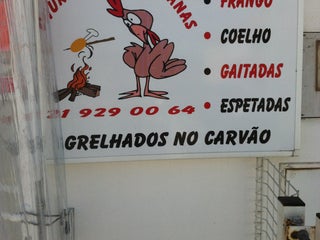 • FRANGO
• COELHO
• GAITADAS
• ESPETADAS
21 929 00 64
GRELHADOS NO CARVÃO